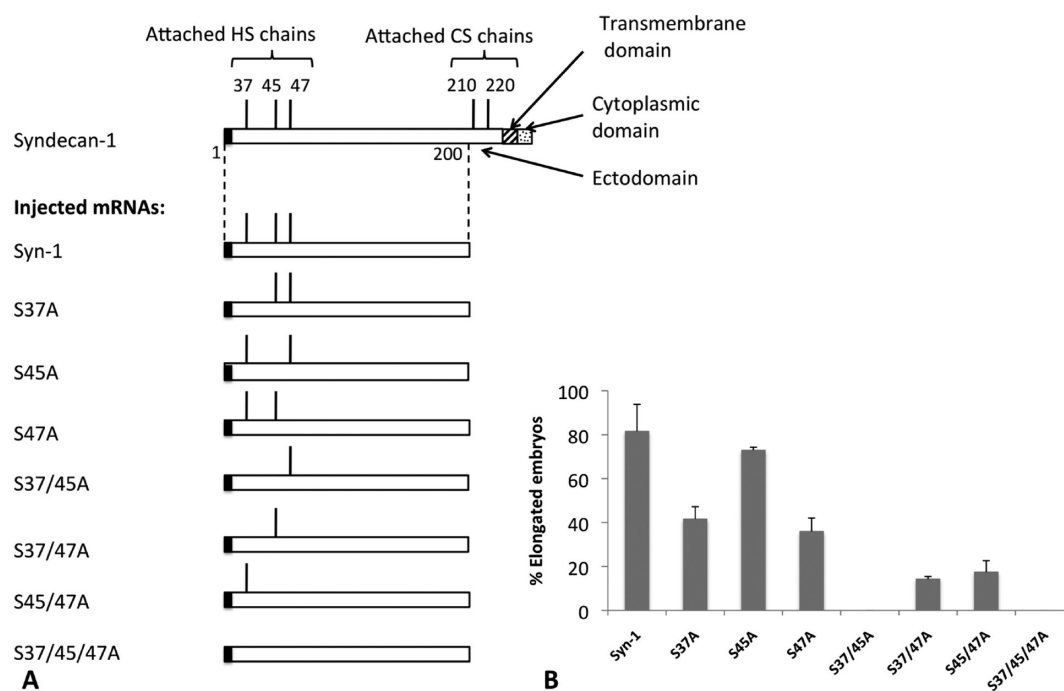 Attached HS chains
Attached CS chains
Transmembrane
domain
37 45 47
210 220
Cytoplasmic
domain
Syndecan-1
1
200
Ectodomain
Injected mRNAs:
Syn-1
S37A
S45A
S47A
S37/45A
S37/47A
S45/47A
S37/45/47A
A
% Elongated embryos
100
80
60
40
20
0
Syn-1
S37A
S45A
S47A
S37/45A
S37/47A
S45/47A
S37/45/47A
B